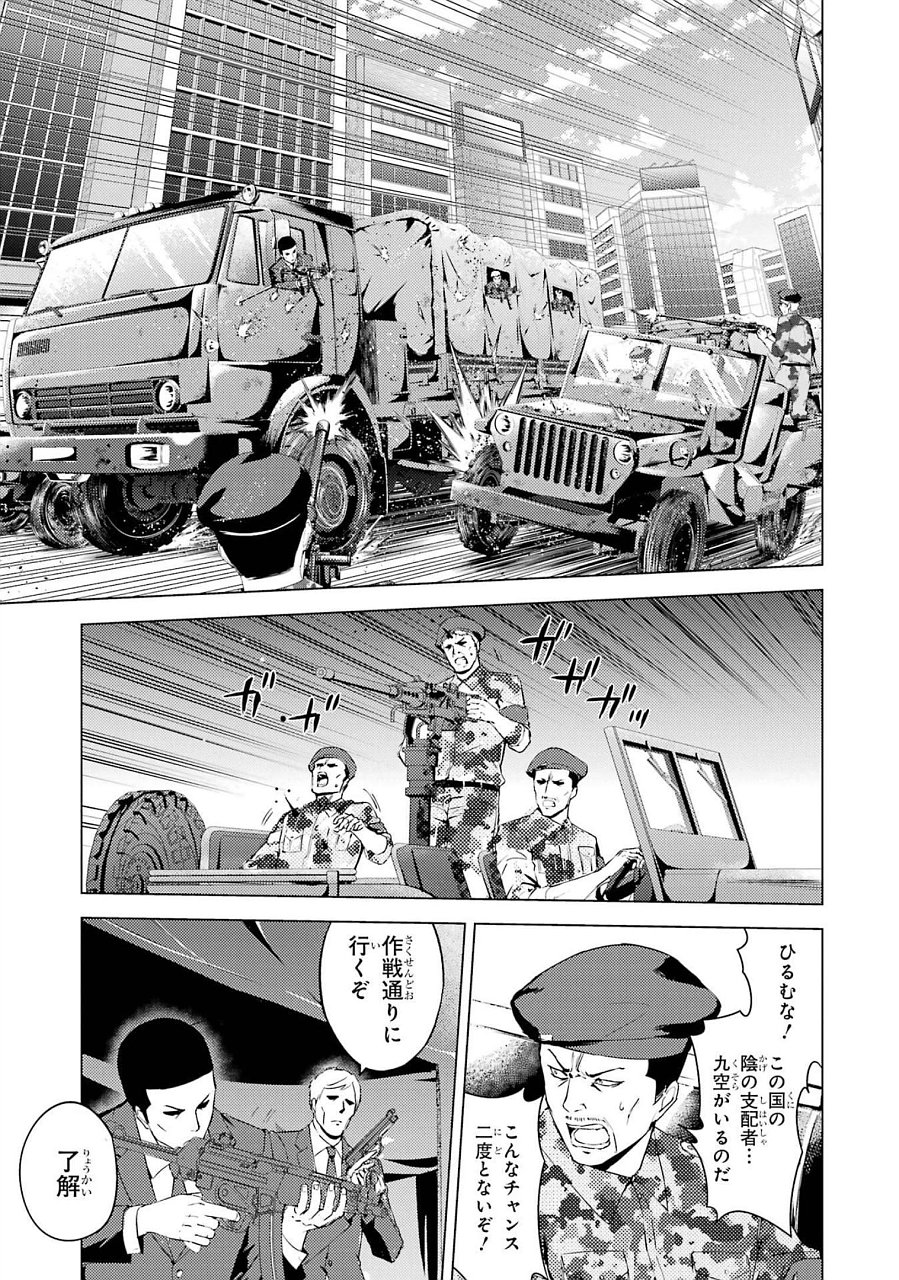 ガ
ガッ
ガ・ガ
ひるむな!
この国の
陰の支配者…
九空がいるのだ
こんなチャンス
二度とないぞ!
作戦通りに
行くぞ
了解